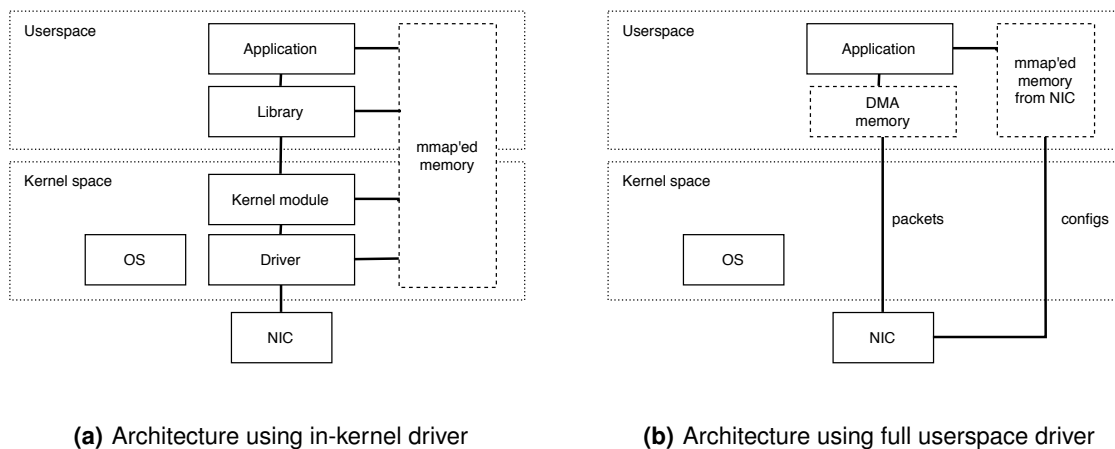 Userspace
Application
Library
mmap'ed
memory
Kernel space
Kernel module
OS
Driver
NIC
(a) Architecture using in-kernel driver
Userspace
Application
mmap'ed
memory
from NIC
DMA
memory
Kernel space
packets
configs
OS
NIC
(b) Architecture using full userspace driver